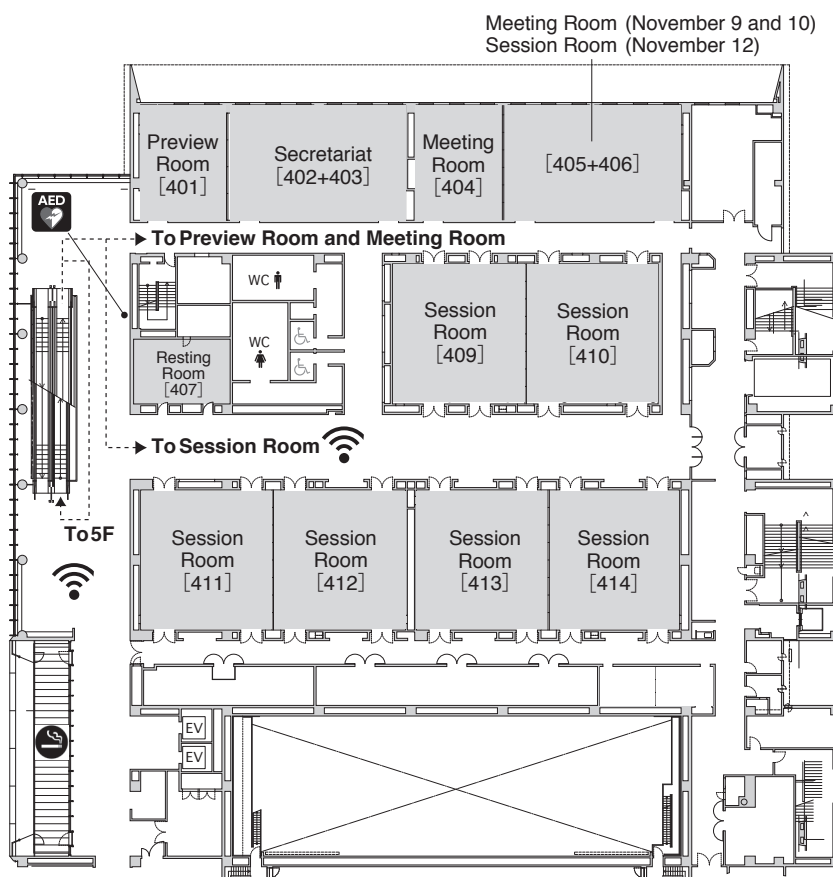 Meeting Room (November 9 and 10)
Session Room (November 12)
Preview
Room
[401]
Secretariat
[402+403]
Meeting
Room
[404]
[405+406]
AED
To Preview Room and Meeting Room
WC
WC
Resting
Room
[407]
Session
Room
[409]
Session
Room
[410]
To Session Room
To 5F
Session
Room
[411]
Session
Room
[412]
Session
Room
[413]
Session
Room
[414]
EV
EV